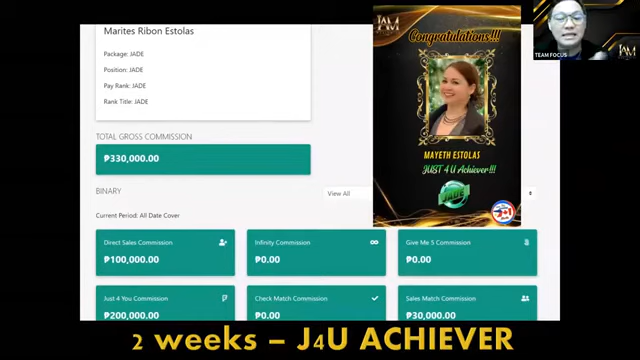 Marites Ribon Estolas
Package: JADE
Position: JADE
Pay Rank: JADE
Rank Title: JADE
TOTAL GROSS COMMISSION
₱330,000.00
BINARY
View All
Current Period: All Date Cover
Direct Sales Commission
₱100,000.00
Infinity Commission
₱0.00
Give Me 5 Commission
₱0.00
Just 4 You Commission
₱200,000.00
Check Match Commission
₱0.00
Sales Match Commission
₱30,000.00
IAM
Congratulations!!!
MAYETH ESTOLAS
JUST 4 U Achiever!!!
JADE
TEAM FOCUS
IAM
2 weeks – J4U ACHIEVER